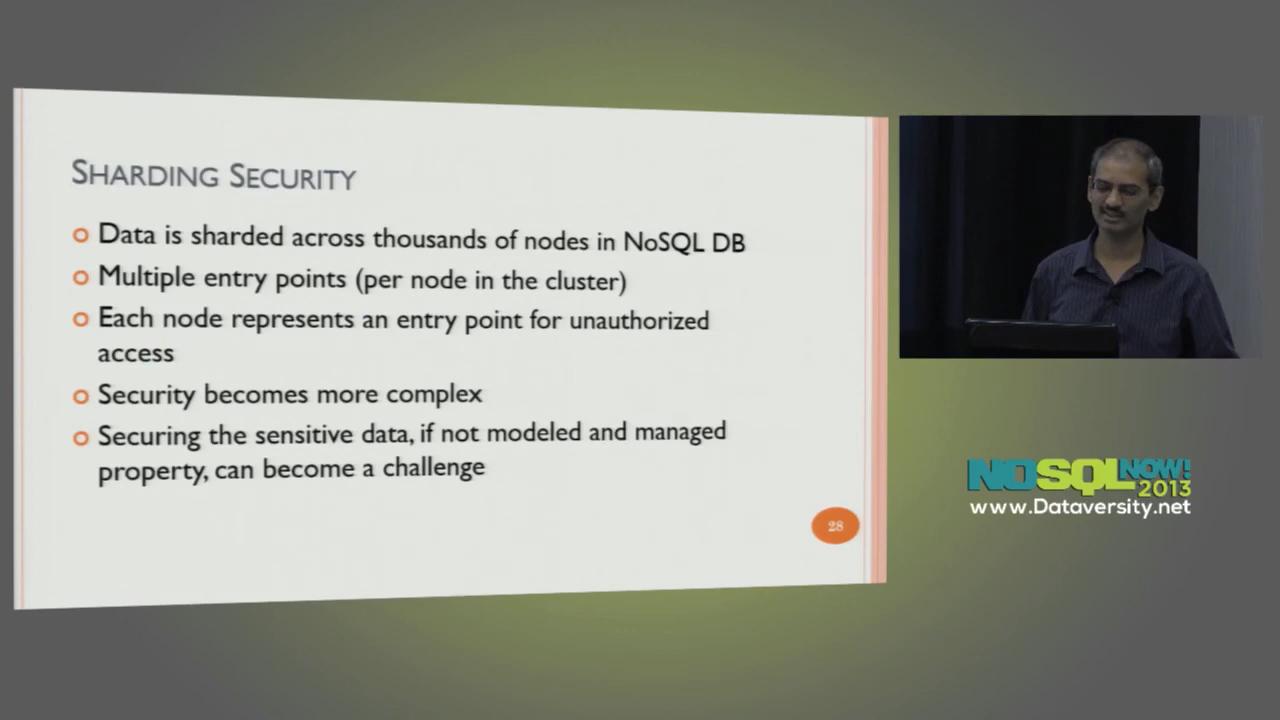 SHARDING SECURITY
Data is sharded across thousands of nodes in NoSQL DB
Multiple entry points (per node in the cluster)
Each node represents an entry point for unauthorized
access
Security becomes more complex
Securing the sensitive data, if not modeled and managed
property, can become a challenge
28
NOSQL NOW!
2013
www.Dataversity.net